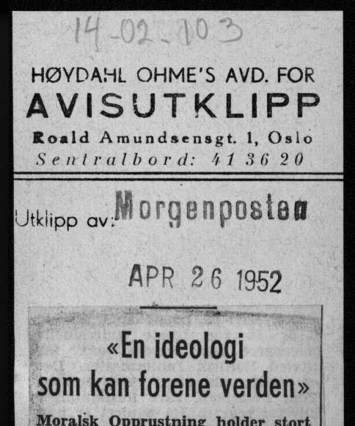 14-02-103
HØYDAHL OHME'S AVD. FOR
AVISUTKLIPP
Roald Amundsensgt. 1, Oslo
Sentralbord: 41 36 20
Utklipp av: Morgenposten
APR 26 1952
«En ideologi
som kan forene verden»
Moralsk Opprustning holder stort